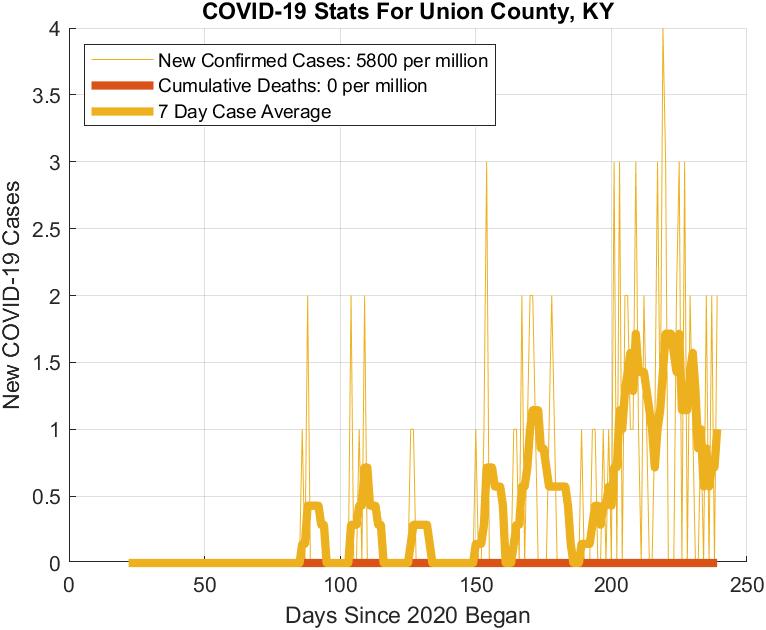 COVID-19 Stats For Union County, KY
New Confirmed Cases: 5800 per million
Cumulative Deaths: 0 per million
7 Day Case Average
New COVID-19 Cases
4
3.5
3
2.5
2
1.5
1
0.5
0
0 50 100 150 200 250
Days Since 2020 Began